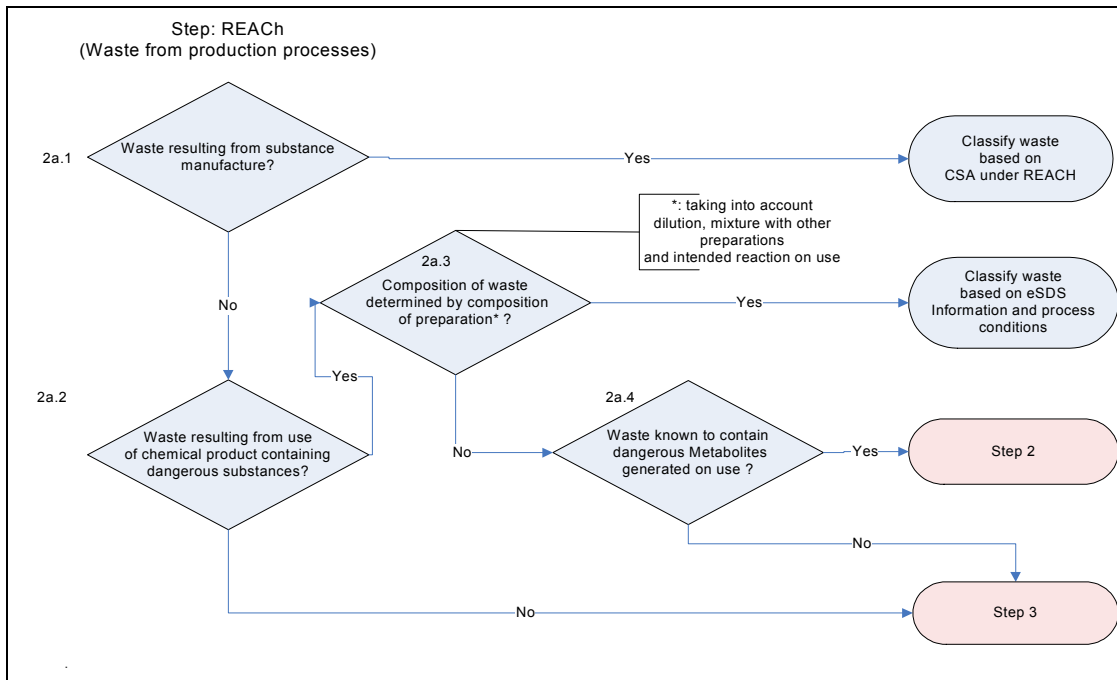 Step: REACh
(Waste from production processes)
2a.1
Waste resulting from substance
manufacture?
Yes
Classify waste
based on
CSA under REACH
*: taking into account
dilution, mixture with other
preparations
and intended reaction on use
No
2a.3
Composition of waste
determined by composition
of preparation* ?
Yes
Classify waste
based on eSDS
Information and process
conditions
2a.2
Waste resulting from use
of chemical product containing
dangerous substances?
Yes
No
2a.4
Waste known to contain
dangerous Metabolites
generated on use ?
Yes
Step 2
No
No
Step 3
.